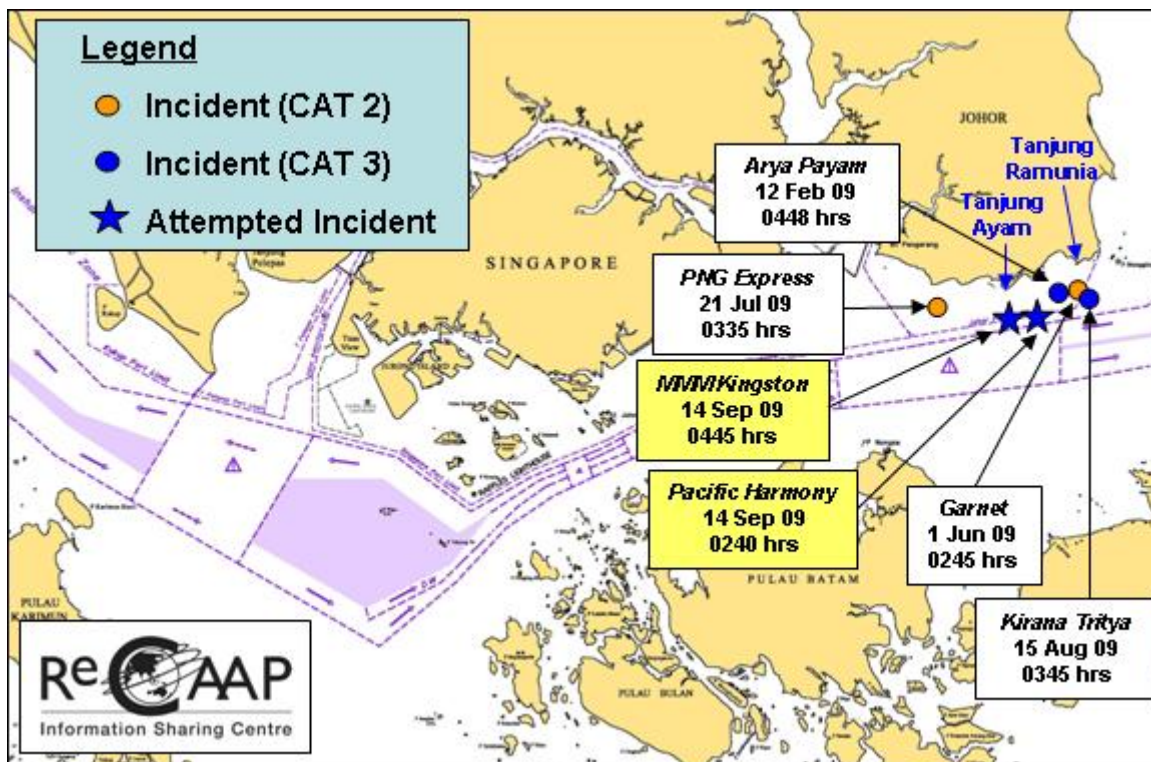 Legend
Incident (CAT 2)
Incident (CAT 3)
Attempted Incident
JOHOR
Tanjung
Ramunia
Arya Payam
12 Feb 09
0448 hrs
Tanjung
Ayam
SINGAPORE
PNG Express
21 Jul 09
0335 hrs
MMM Kingston
14 Sep 09
0445 hrs
Pacific Harmony
14 Sep 09
0240 hrs
Garnet
1 Jun 09
0245 hrs
PULAU BATAM
Kirana Tritya
15 Aug 09
0345 hrs
PULAU
KARIMUN
PULAU BULAN
ReCAAP
Information Sharing Centre